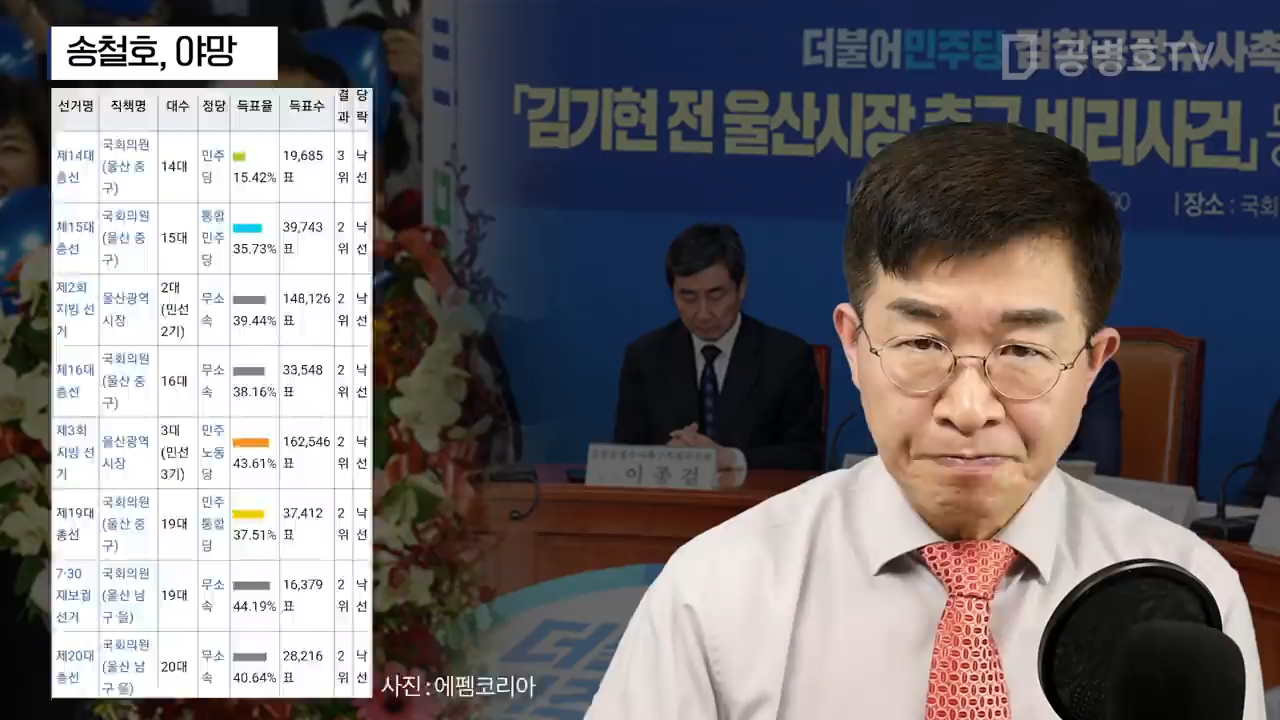 송철호, 야망
더불어민주당 검찰공정수사촉
공병호TV
「김기현 전 울산시장 측근 비리사건」
| 장소 : 국회
이종걸
선거명 직책명 대수 정당 득표율 득표수 결과 당락
제14대 총선 국회의원 (울산 중구) 14대 민주당 15.42% 19,685표 3위 낙선
제15대 총선 국회의원 (울산 중구) 15대 통합민주당 35.73% 39,743표 2위 낙선
제2회 지방 선거 울산광역시장 2대 (민선 2기) 무소속 39.44% 148,126표 2위 낙선
제16대 총선 국회의원 (울산 중구) 16대 무소속 38.16% 33,548표 2위 낙선
제3회 지방 선거 울산광역시장 3대 (민선 3기) 민주노동당 43.61% 162,546표 2위 낙선
제19대 총선 국회의원 (울산 중구) 19대 민주통합당 37.51% 37,412표 2위 낙선
7·30 재보궐 선거 국회의원 (울산 남구 을) 19대 무소속 44.19% 16,379표 2위 낙선
제20대 총선 국회의원 (울산 남구 을) 20대 무소속 40.64% 28,216표 2위 낙선
사진 : 에펨코리아